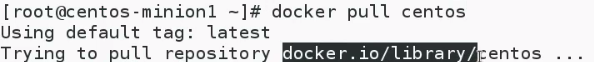 [root@centos-minion1 ~]# docker pull centos
Using default tag: latest
Trying to pull repository docker.io/library/centos ...